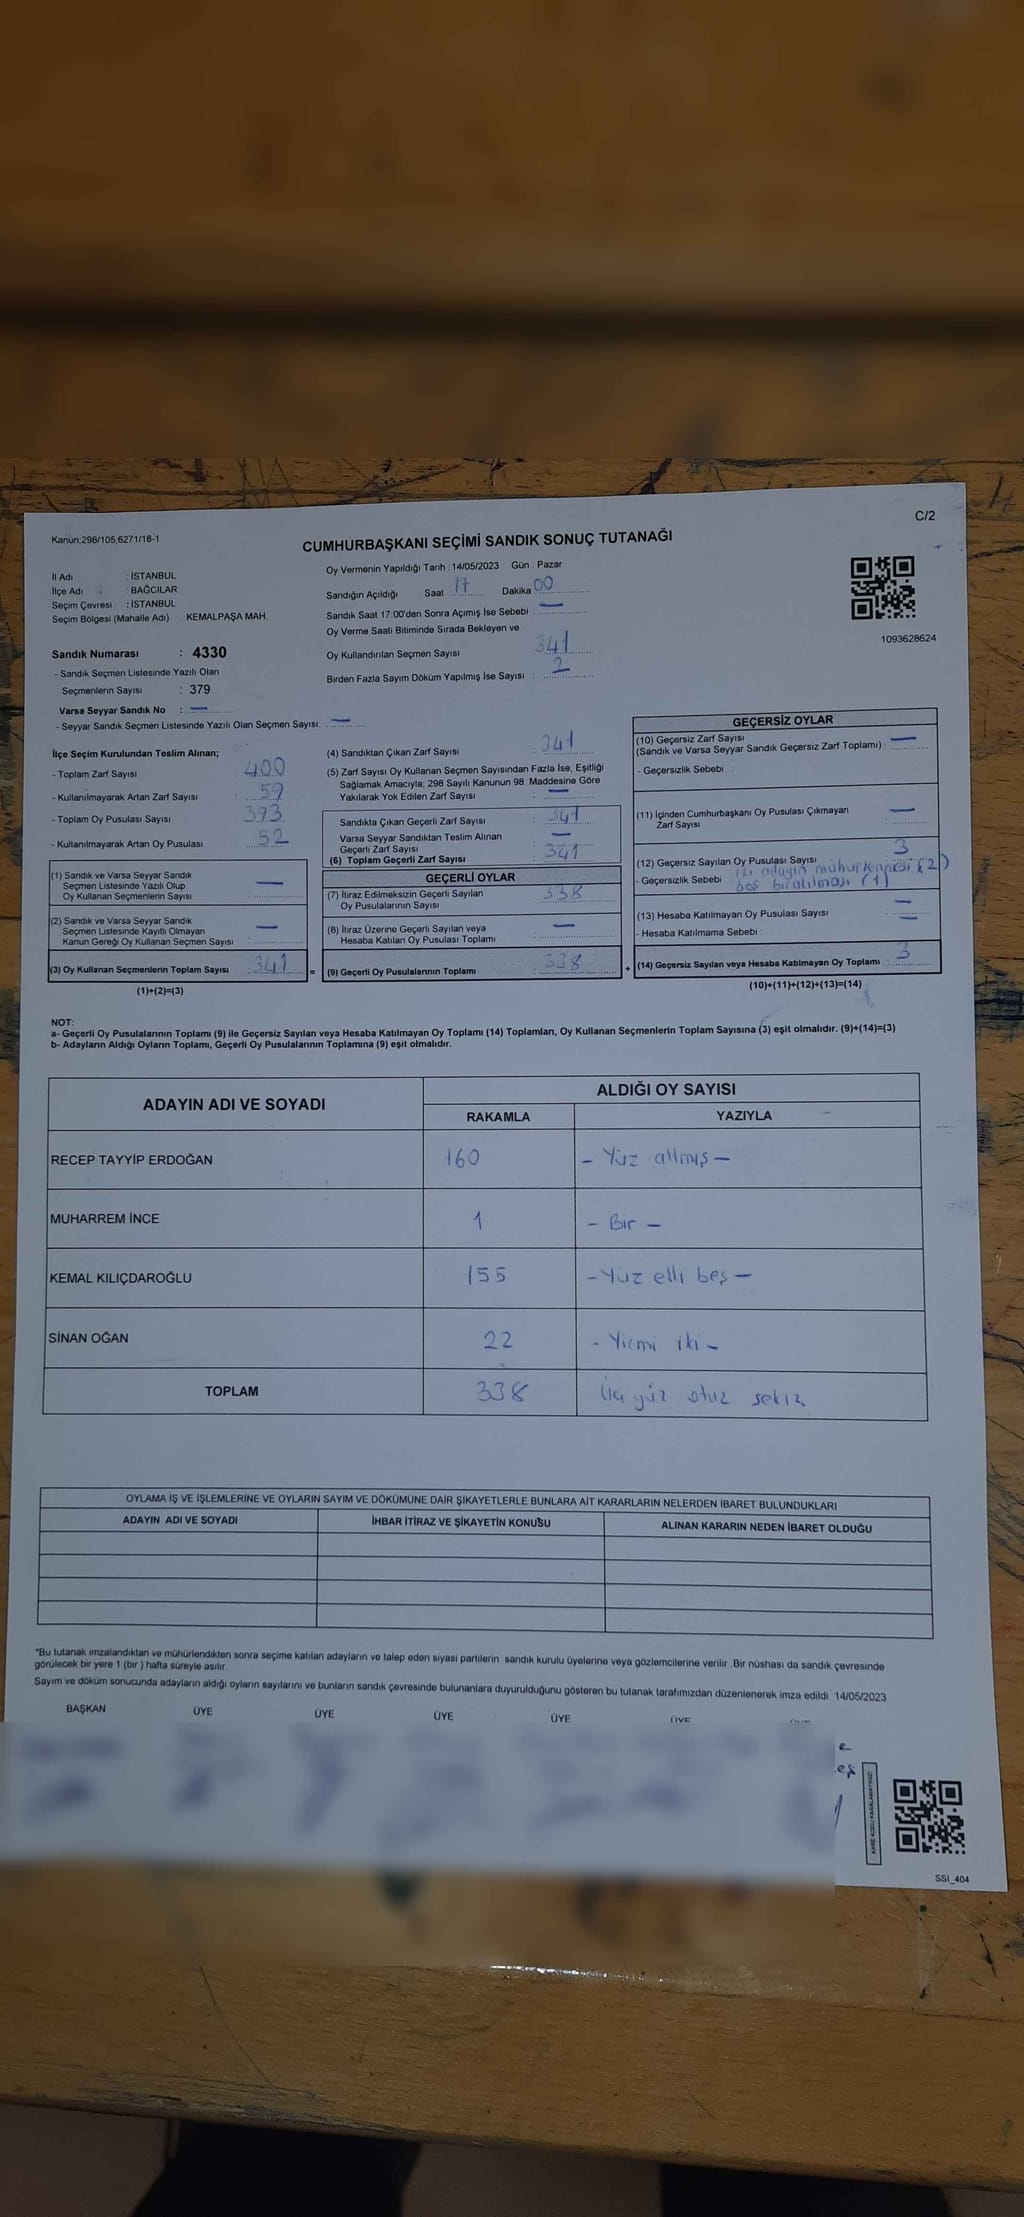 C/2
Kanun:298/105,6271/18-1
CUMHURBAŞKANI SEÇİMİ SANDIK SONUÇ TUTANAĞI
İl Adı : İSTANBUL
İlçe Adı : BAĞCILAR
Seçim Çevresi : İSTANBUL
Seçim Bölgesi (Mahalle Adı) : KEMALPAŞA MAH.
Sandık Numarası : 4330
- Sandık Seçmen Listesinde Yazılı Olan
Seçmenlerin Sayısı : 379
Varsa Seyyar Sandık No : —
- Seyyar Sandık Seçmen Listesinde Yazılı Olan Seçmen Sayısı: —
Oy Vermenin Yapıldığı Tarih : 14/05/2023 Gün : Pazar
Sandığın Açıldığı Saat 17 Dakika 00
Sandık Saat 17:00'den Sonra Açımış İse Sebebi : —
Oy Verme Saati Bitiminde Sırada Bekleyen ve
Oy Kullandırılan Seçmen Sayısı : 341
Birden Fazla Sayım Döküm Yapılmış İse Sayısı : 2
1093628624
İlçe Seçim Kurulundan Teslim Alınan;
- Toplam Zarf Sayısı : 400
- Kullanılmayarak Artan Zarf Sayısı : 59
- Toplam Oy Pusulası Sayısı : 393
- Kullanılmayarak Artan Oy Pusulası : 52
(1) Sandık ve Varsa Seyyar Sandık
Seçmen Listesinde Yazılı Olup
Oy Kullanan Seçmenlerin Sayısı : —
(2) Sandık ve Varsa Seyyar Sandık
Seçmen Listesinde Kayıtlı Olmayan
Kanun Gereği Oy Kullanan Seçmen Sayısı : —
(3) Oy Kullanan Seçmenlerin Toplam Sayısı : 341 =
(1)+(2)=(3)
(4) Sandıktan Çıkan Zarf Sayısı : 341
(5) Zarf Sayısı Oy Kullanan Seçmen Sayısından Fazla İse, Eşitliği
Sağlamak Amacıyla; 298 Sayılı Kanunun 98. Maddesine Göre
Yakılarak Yok Edilen Zarf Sayısı : —
Sandıkta Çıkan Geçerli Zarf Sayısı : 341
Varsa Seyyar Sandıktan Teslim Alınan
Geçerli Zarf Sayısı : —
(6) Toplam Geçerli Zarf Sayısı : 341
GEÇERLİ OYLAR
(7) İtiraz Edilmeksizin Geçerli Sayılan
Oy Pusulalarının Sayısı : 338
(8) İtiraz Üzerine Geçerli Sayılan veya
Hesaba Katılan Oy Pusulası Toplamı : —
(9) Geçerli Oy Pusulalarının Toplamı : 338 +
GEÇERSİZ OYLAR
(10) Geçersiz Zarf Sayısı
(Sandık ve Varsa Seyyar Sandık Geçersiz Zarf Toplamı) : —
- Geçersizlik Sebebi :
(11) İçinden Cumhurbaşkanı Oy Pusulası Çıkmayan
Zarf Sayısı : —
(12) Geçersiz Sayılan Oy Pusulası Sayısı : 3
- Geçersizlik Sebebi : iki adayın mühürlenmesi (2)
boş bırakılması (1)
(13) Hesaba Katılmayan Oy Pusulası Sayısı : —
- Hesaba Katılmama Sebebi : —
(14) Geçersiz Sayılan veya Hesaba Katılmayan Oy Toplamı : 3
(10)+(11)+(12)+(13)=(14)
NOT:
a- Geçerli Oy Pusulalarının Toplamı (9) ile Geçersiz Sayılan veya Hesaba Katılmayan Oy Toplamı (14) Toplamları, Oy Kullanan Seçmenlerin Toplam Sayısına (3) eşit olmalıdır. (9)+(14)=(3)
b- Adayların Aldığı Oyların Toplamı, Geçerli Oy Pusulalarının Toplamına (9) eşit olmalıdır.
ADAYIN ADI VE SOYADI
ALDIĞI OY SAYISI
RAKAMLA YAZIYLA
RECEP TAYYİP ERDOĞAN 160 - Yüz altmış -
MUHARREM İNCE 1 - Bir -
KEMAL KILIÇDAROĞLU 155 - Yüz elli beş -
SİNAN OĞAN 22 - Yirmi iki -
TOPLAM 338 Üç yüz otuz sekiz
OYLAMA İŞ VE İŞLEMLERİNE VE OYLARIN SAYIM VE DÖKÜMÜNE DAİR ŞİKAYETLERLE BUNLARA AİT KARARLARIN NELERDEN İBARET BULUNDUKLARI
ADAYIN ADI VE SOYADI İHBAR İTİRAZ VE ŞİKAYETİN KONUSU ALINAN KARARIN NEDEN İBARET OLDUĞU
*Bu tutanak imzalandıktan ve mühürlendikten sonra seçime katılan adayların ve talep eden siyasi partilerin sandık kurulu üyelerine veya gözlemcilerine verilir .Bir nüshası da sandık çevresinde
görülecek bir yere 1 (bir ) hafta süreyle asılır.
Sayım ve döküm sonucunda adayların aldığı oyların sayılarını ve bunların sandık çevresinde bulunanlara duyurulduğunu gösteren bu tutanak tarafımızdan düzenlenerek imza edildi. 14/05/2023
BAŞKAN ÜYE ÜYE ÜYE ÜYE ÜYE
KARE KODU KARALAMAYINIZ!
SSI_404